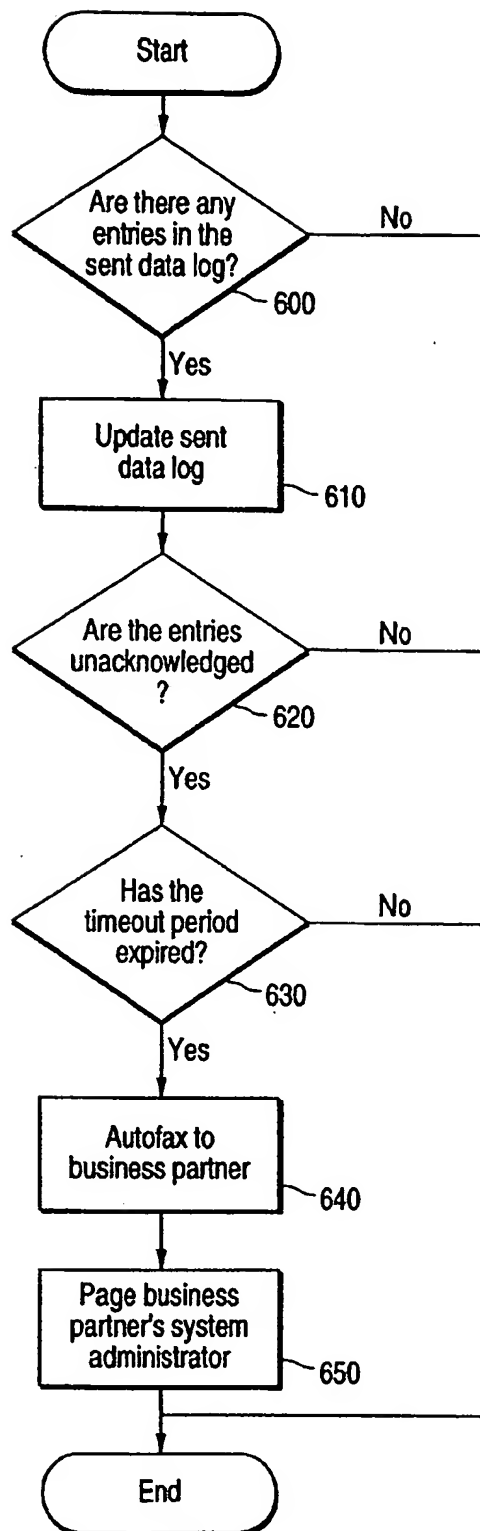 Start
Are there any
entries in the
sent data log?
No
600
Yes
Update sent
data log
610
Are the entries
unacknowledged
?
No
620
Yes
Has the
timeout period
expired?
No
630
Yes
Autofax to
business partner
640
Page business
partner's system
administrator
650
End